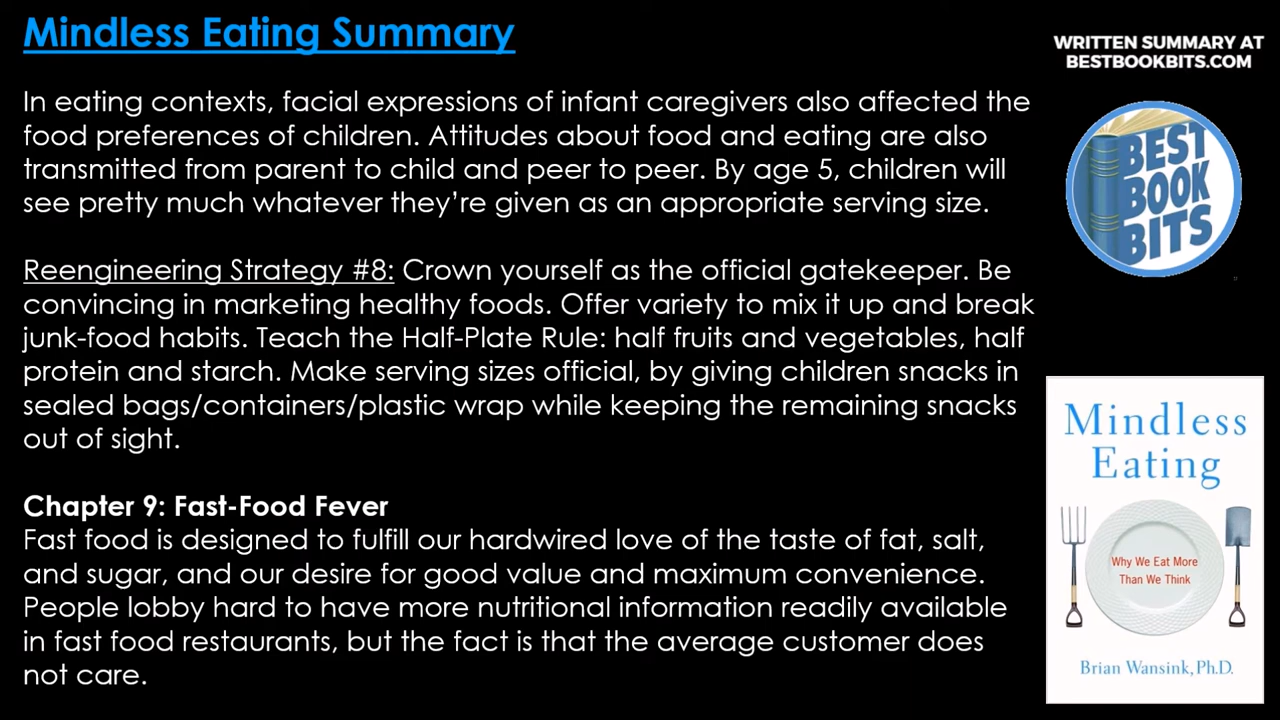 Mindless Eating Summary
WRITTEN SUMMARY AT
BESTBOOKBITS.COM
In eating contexts, facial expressions of infant caregivers also affected the
food preferences of children. Attitudes about food and eating are also
transmitted from parent to child and peer to peer. By age 5, children will
see pretty much whatever they’re given as an appropriate serving size.
BEST
BOOK
BITS
Reengineering Strategy #8: Crown yourself as the official gatekeeper. Be
convincing in marketing healthy foods. Offer variety to mix it up and break
junk-food habits. Teach the Half-Plate Rule: half fruits and vegetables, half
protein and starch. Make serving sizes official, by giving children snacks in
sealed bags/containers/plastic wrap while keeping the remaining snacks
out of sight.
Chapter 9: Fast-Food Fever
Fast food is designed to fulfill our hardwired love of the taste of fat, salt,
and sugar, and our desire for good value and maximum convenience.
People lobby hard to have more nutritional information readily available
in fast food restaurants, but the fact is that the average customer does
not care.
Mindless
Eating
Why We Eat More
Than We Think
Brian Wansink, Ph.D.